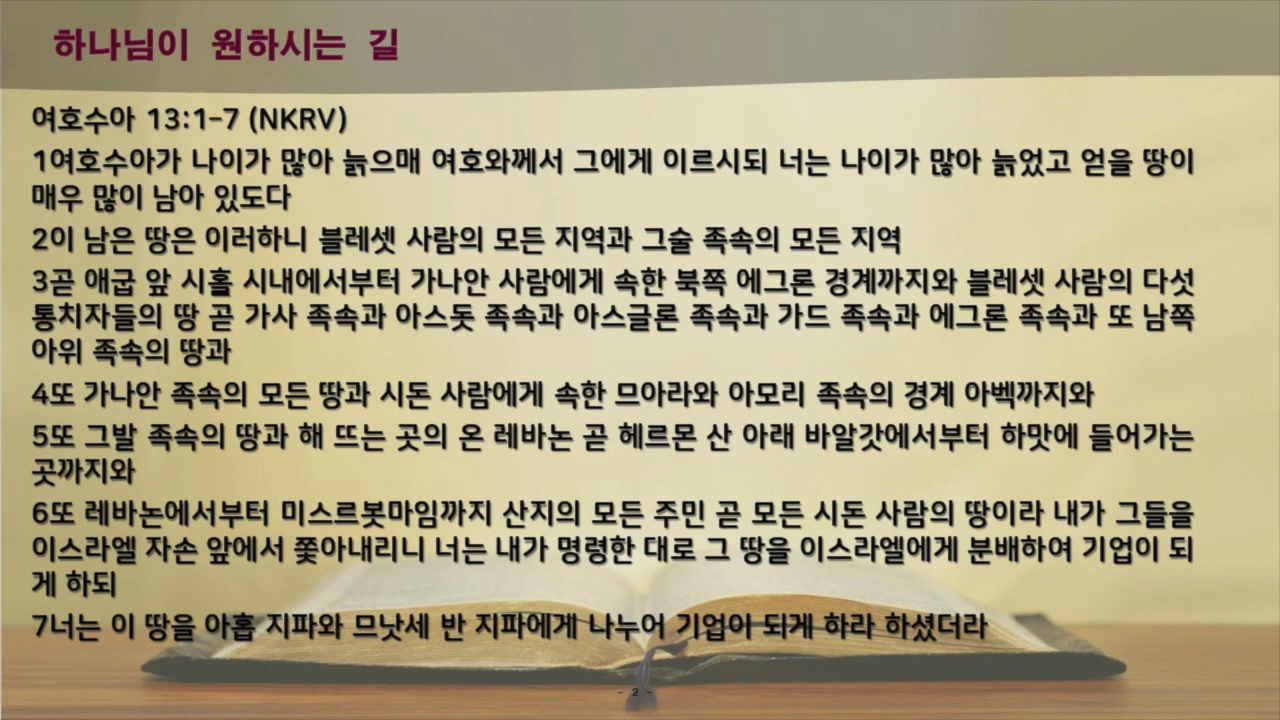 하나님이 원하시는 길
여호수아 13:1-7 (NKRV)
1여호수아가 나이가 많아 늙으매 여호와께서 그에게 이르시되 너는 나이가 많아 늙었고 얻을 땅이
매우 많이 남아 있도다
2이 남은 땅은 이러하니 블레셋 사람의 모든 지역과 그술 족속의 모든 지역
3곧 애굽 앞 시홀 시내에서부터 가나안 사람에게 속한 북쪽 에그론 경계까지와 블레셋 사람의 다섯
통치자들의 땅 곧 가사 족속과 아스돗 족속과 아스글론 족속과 가드 족속과 에그론 족속과 또 남쪽
아위 족속의 땅과
4또 가나안 족속의 모든 땅과 시돈 사람에게 속한 므아라와 아모리 족속의 경계 아벡까지와
5또 그발 족속의 땅과 해 뜨는 곳의 온 레바논 곧 헤르몬 산 아래 바알갓에서부터 하맛에 들어가는
곳까지와
6또 레바논에서부터 미스르봇마임까지 산지의 모든 주민 곧 모든 시돈 사람의 땅이라 내가 그들을
이스라엘 자손 앞에서 쫓아내리니 너는 내가 명령한 대로 그 땅을 이스라엘에게 분배하여 기업이 되
게 하되
7너는 이 땅을 아홉 지파와 므낫세 반 지파에게 나누어 기업이 되게 하라 하셨더라
- 2 -